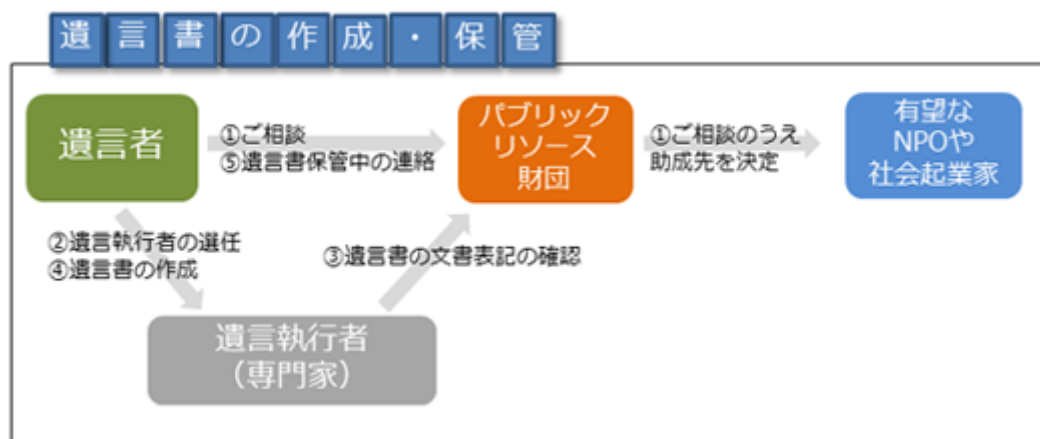 遺言書の作成・保管
遺言者
①ご相談
⑤遺言書保管中の連絡
パブリック
リソース
財団
①ご相談のうえ
助成先を決定
有望な
NPOや
社会起業家
②遺言執行者の選任
④遺言書の作成
③遺言書の文書表記の確認
遺言執行者
（専門家）